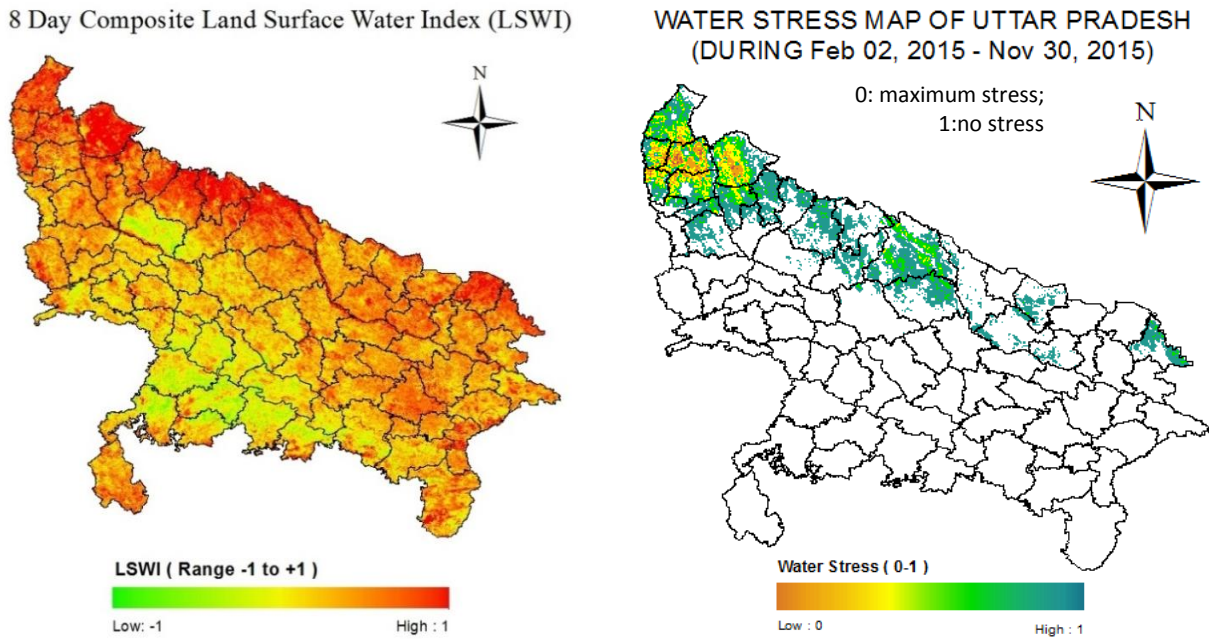 8 Day Composite Land Surface Water Index (LSWI)
N
LSWI ( Range -1 to +1 )
Low: -1
High : 1
WATER STRESS MAP OF UTTAR PRADESH
(DURING Feb 02, 2015 - Nov 30, 2015)
0: maximum stress;
1:no stress
N
Water Stress ( 0-1 )
Low : 0
High : 1